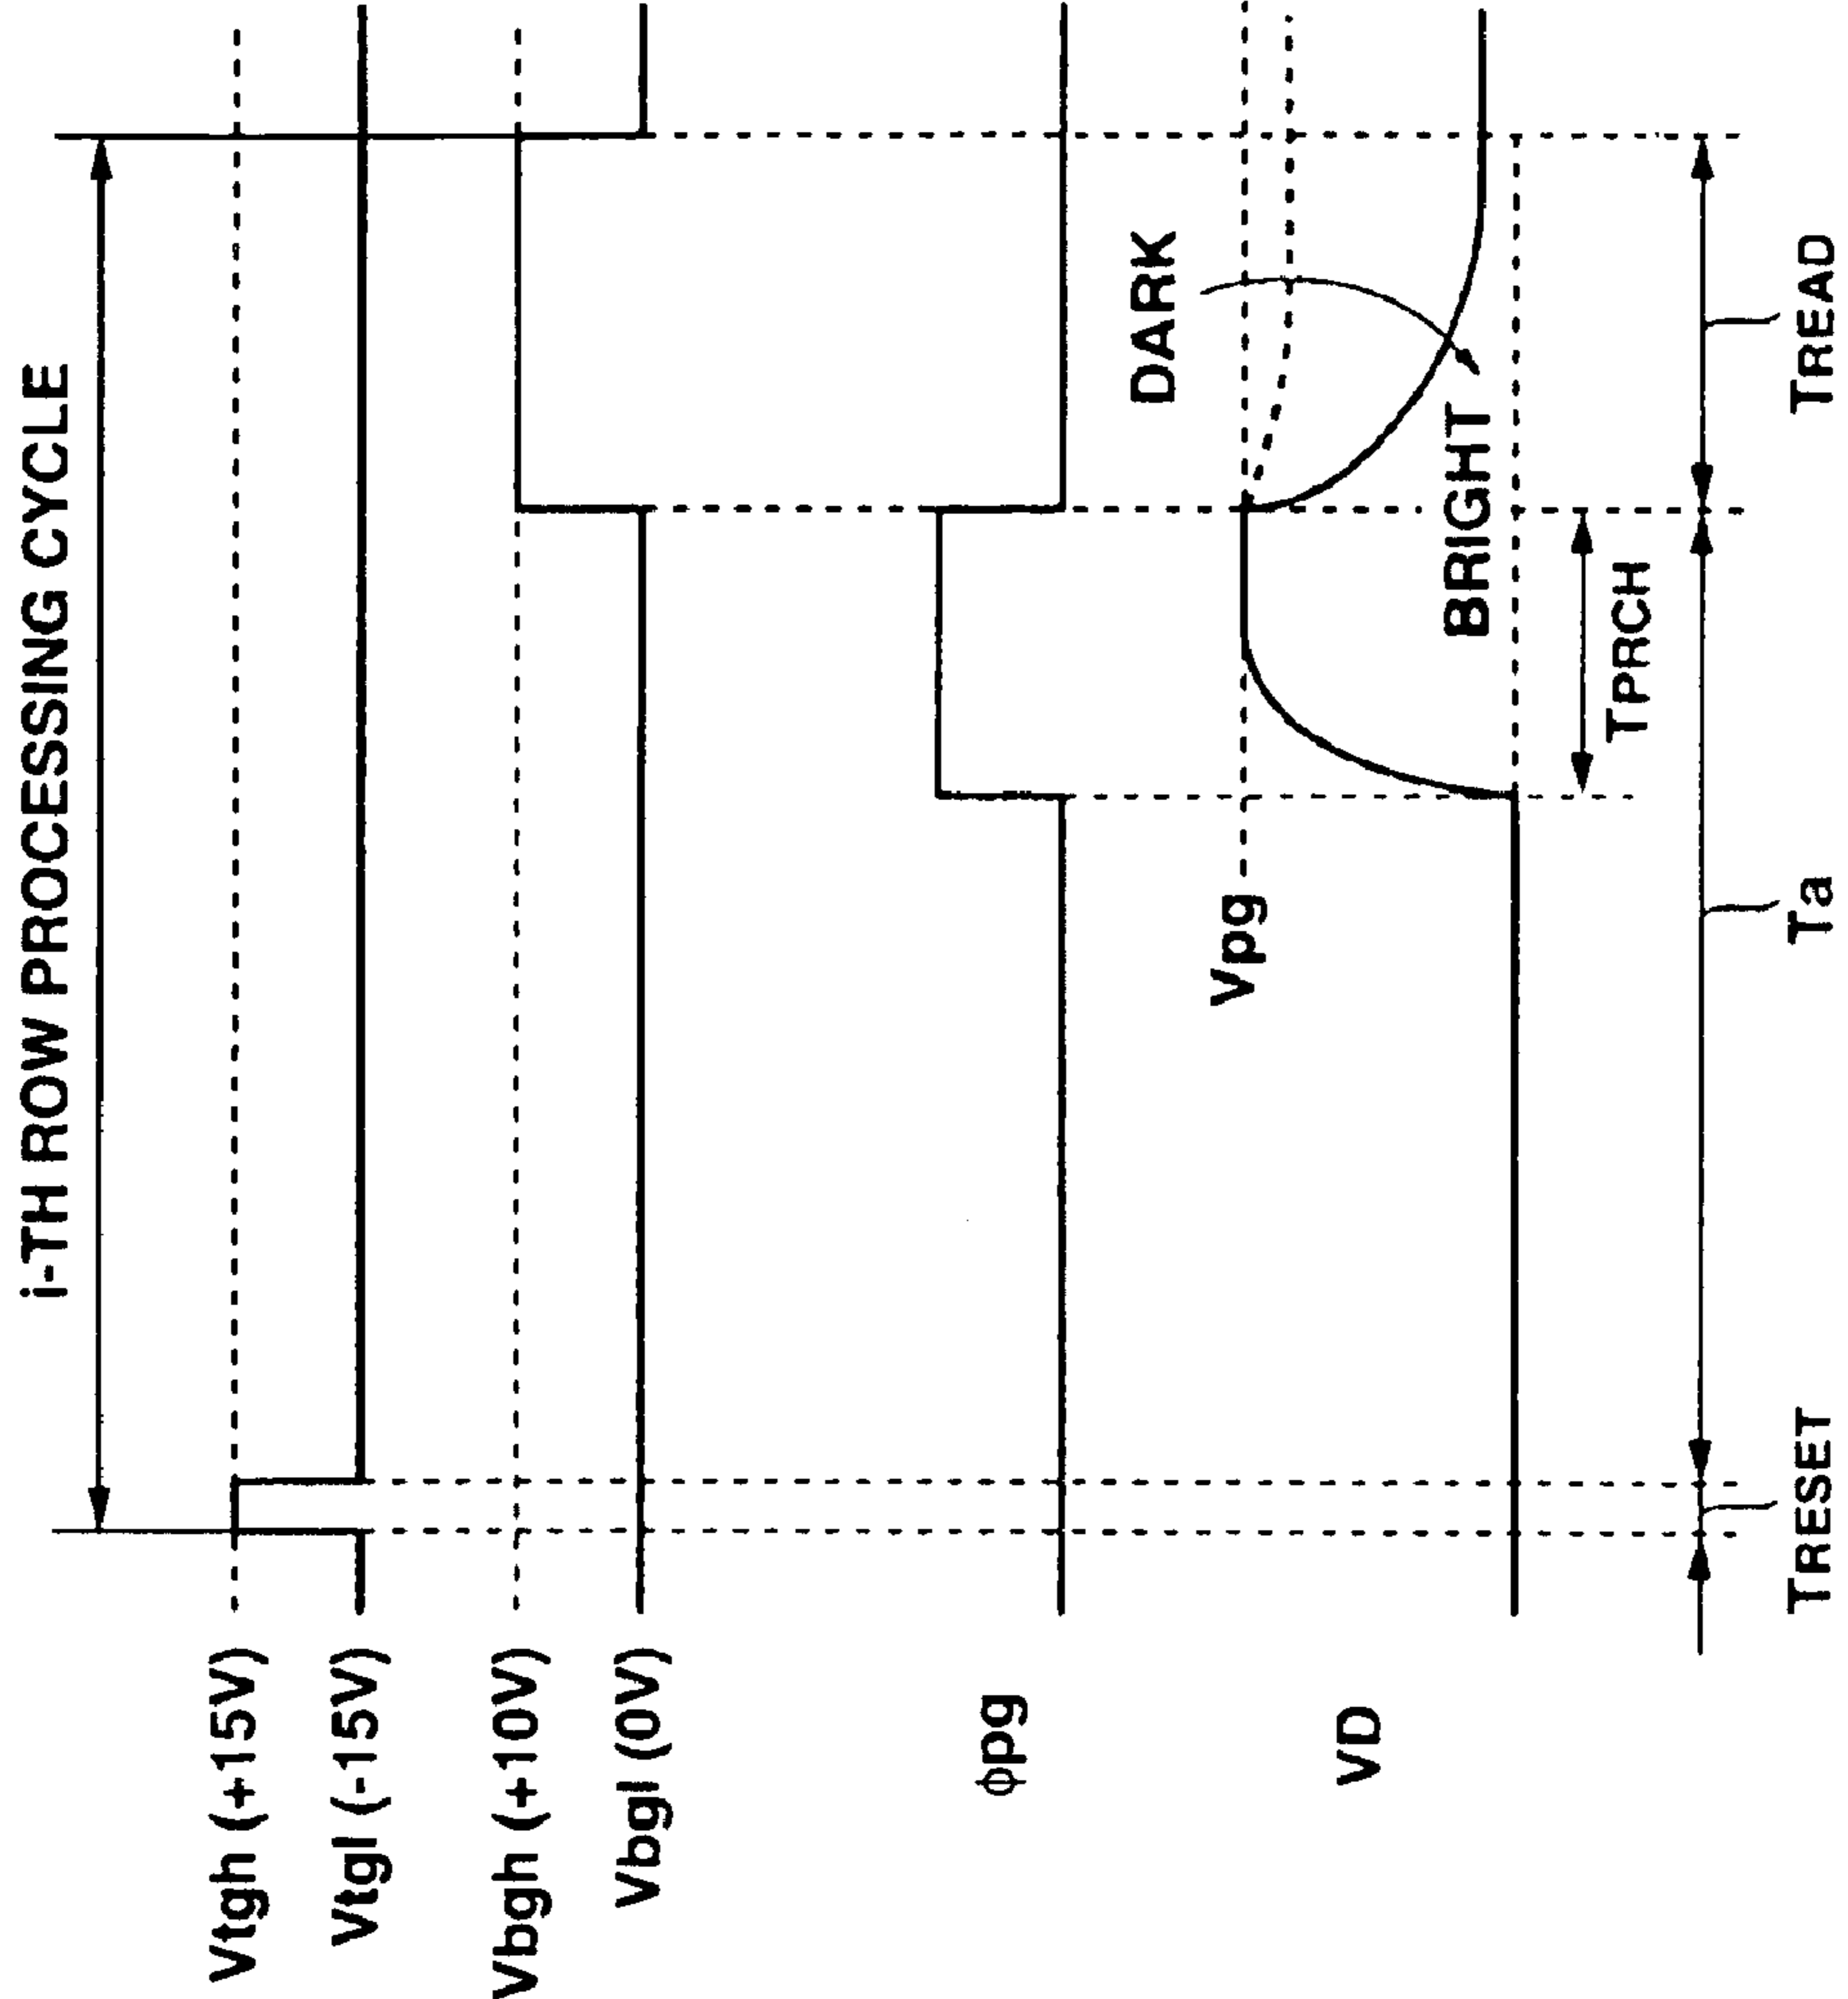 i-TH ROW PROCESSING CYCLE
Vtgh (+15V)
Vtgl (-15V)
Vbgh (+10V)
Vbgl (0V)
ϕpg
DARK
Vpg
VD
BRIGHT
TPRCH
TRESET
Ta
TREAD